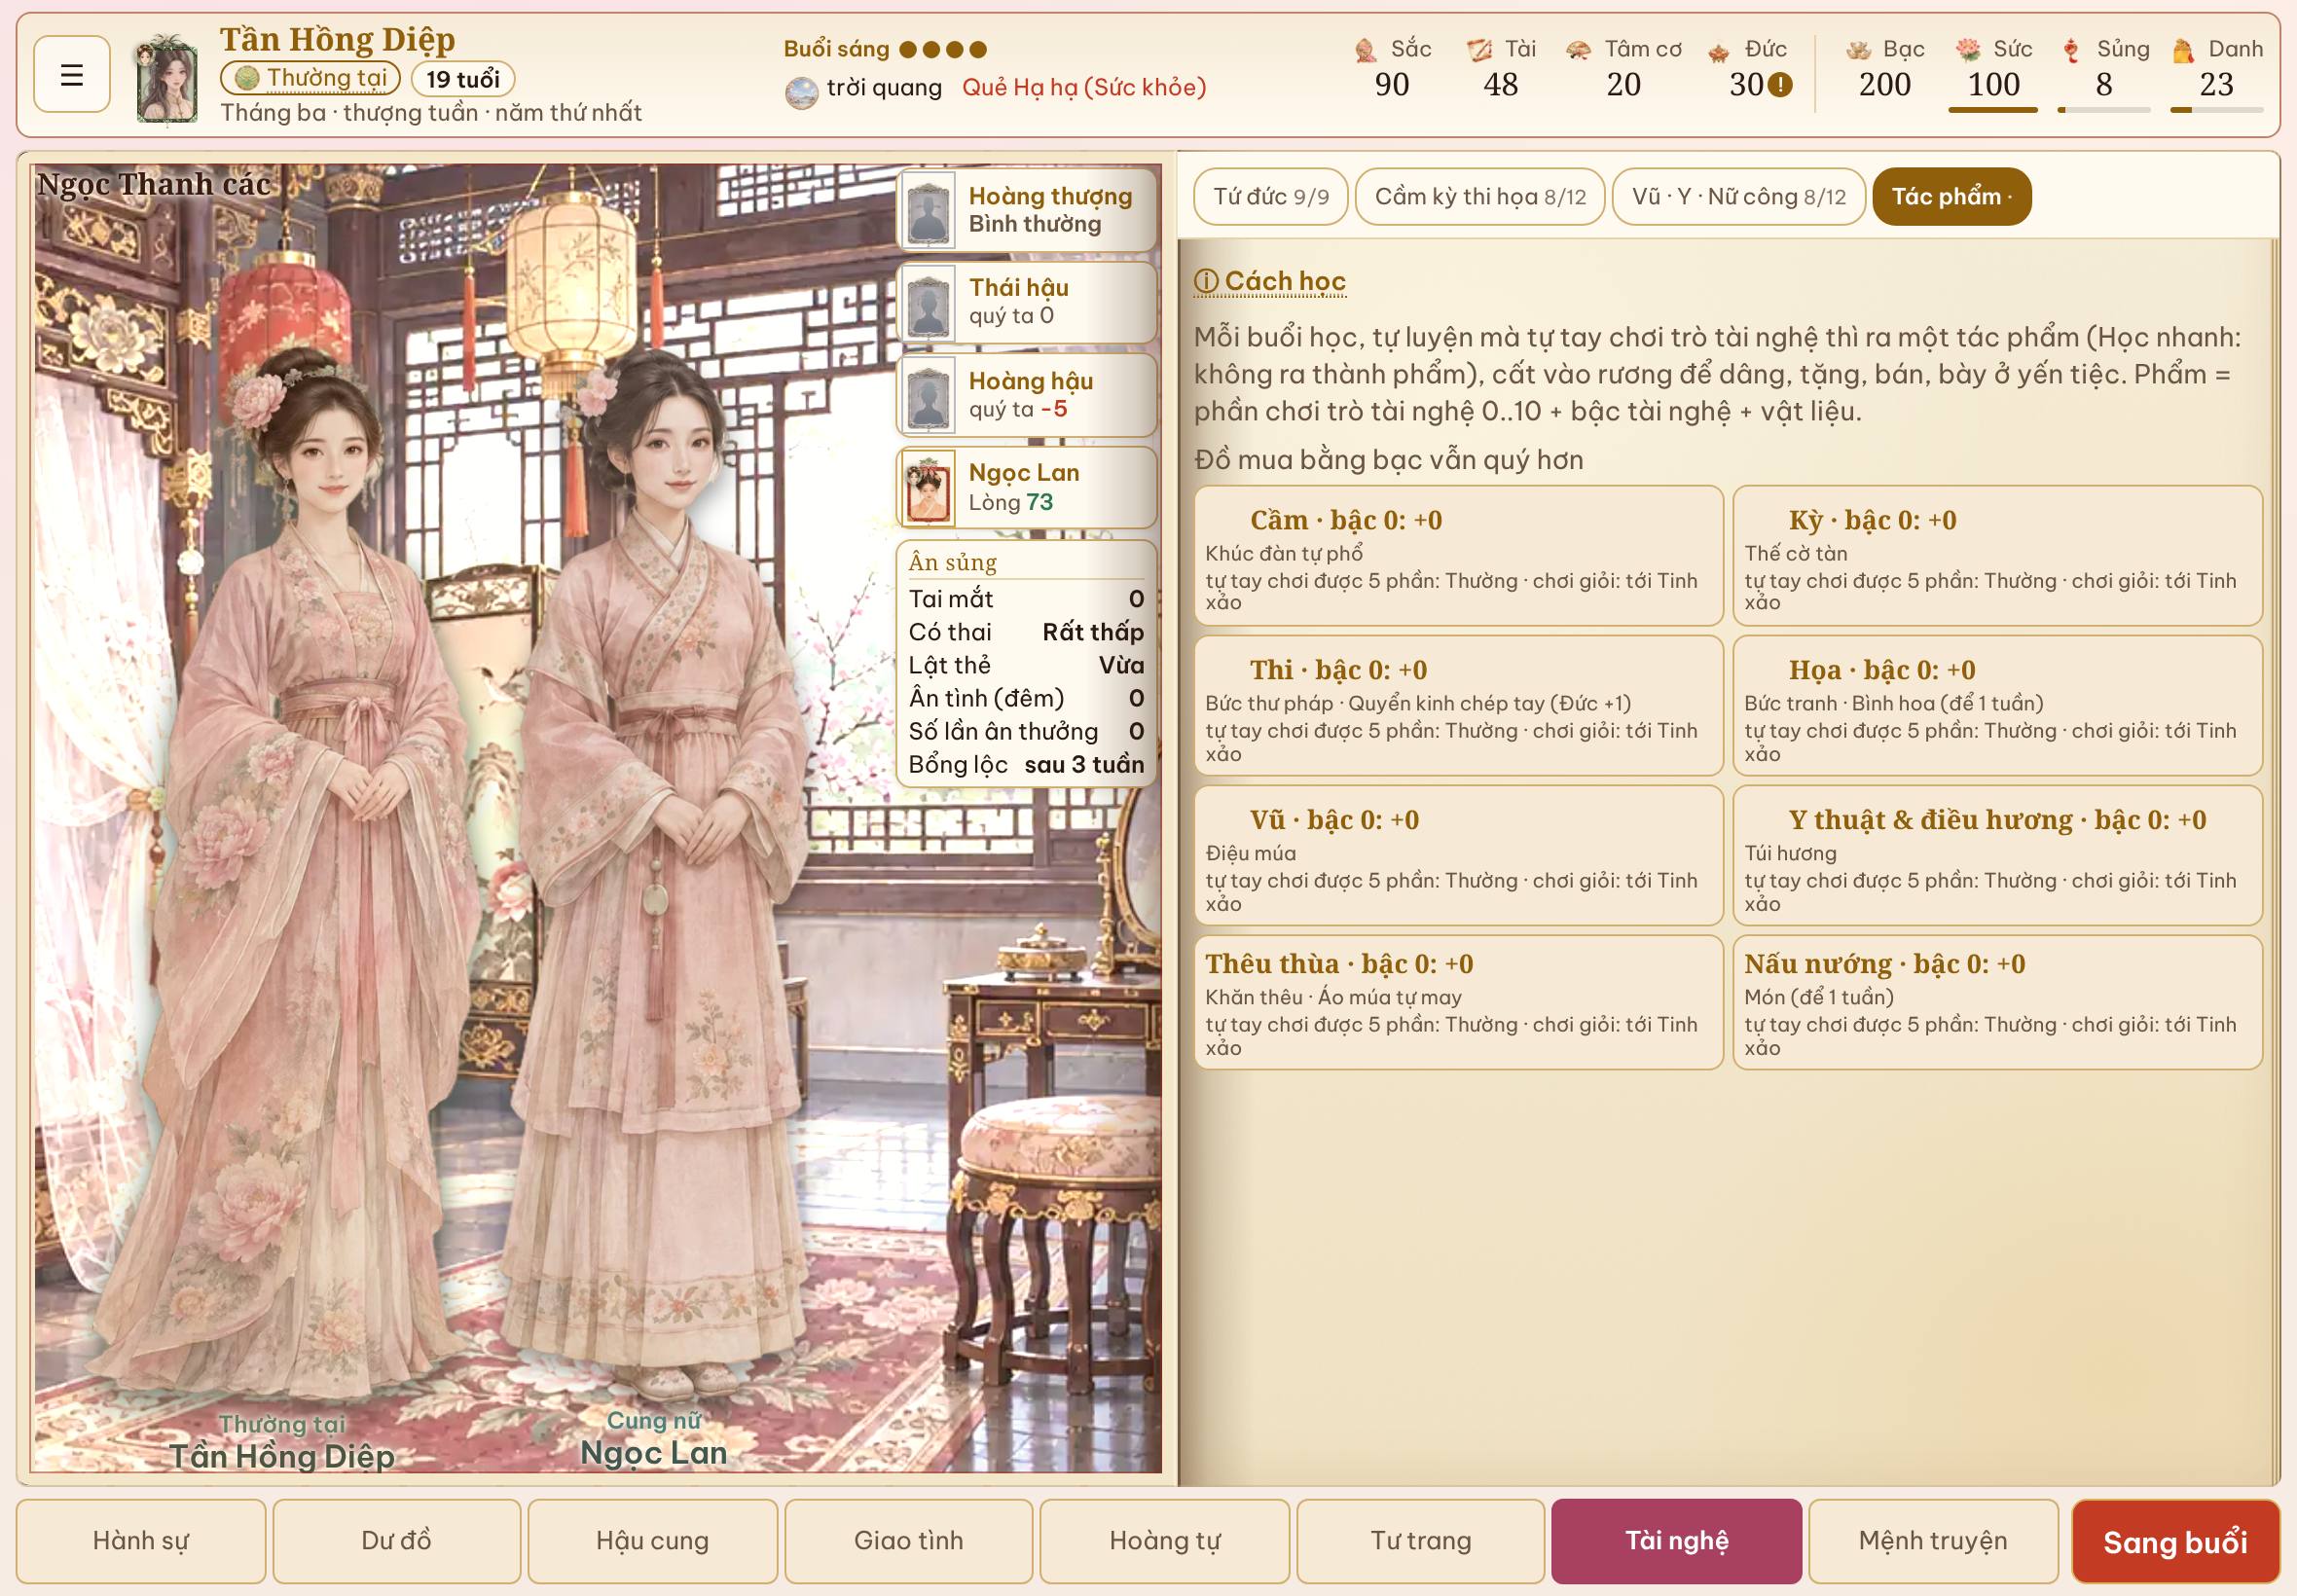 ☰
Tần Hồng Diệp
Thường tại
19 tuổi
Tháng ba · thượng tuần · năm thứ nhất
Buổi sáng
trời quang Quẻ Hạ hạ (Sức khỏe)
Sắc
90
Tài
48
Tâm cơ
20
Đức
30 !
Bạc
200
Sức
100
Sủng
8
Danh
23
Ngọc Thanh các
Hoàng thượng
Bình thường
Thái hậu
quý ta 0
Hoàng hậu
quý ta -5
Ngọc Lan
Lòng 73
Ân sủng
Tai mắt 0
Có thai Rất thấp
Lật thẻ Vừa
Ân tình (đêm) 0
Số lần ân thưởng 0
Bổng lộc sau 3 tuần
Thường tại
Tần Hồng Diệp
Cung nữ
Ngọc Lan
Tứ đức 9/9
Cầm kỳ thi họa 8/12
Vũ · Y · Nữ công 8/12
Tác phẩm ·
ⓘ Cách học
Mỗi buổi học, tự luyện mà tự tay chơi trò tài nghệ thì ra một tác phẩm (Học nhanh:
không ra thành phẩm), cất vào rương để dâng, tặng, bán, bày ở yến tiệc. Phẩm =
phần chơi trò tài nghệ 0..10 + bậc tài nghệ + vật liệu.
Đồ mua bằng bạc vẫn quý hơn
Cầm · bậc 0: +0
Khúc đàn tự phổ
tự tay chơi được 5 phần: Thường · chơi giỏi: tới Tinh
xảo
Kỳ · bậc 0: +0
Thế cờ tàn
tự tay chơi được 5 phần: Thường · chơi giỏi: tới Tinh
xảo
Thi · bậc 0: +0
Bức thư pháp · Quyển kinh chép tay (Đức +1)
tự tay chơi được 5 phần: Thường · chơi giỏi: tới Tinh
xảo
Họa · bậc 0: +0
Bức tranh · Bình hoa (để 1 tuần)
tự tay chơi được 5 phần: Thường · chơi giỏi: tới Tinh
xảo
Vũ · bậc 0: +0
Điệu múa
tự tay chơi được 5 phần: Thường · chơi giỏi: tới Tinh
xảo
Y thuật & điều hương · bậc 0: +0
Túi hương
tự tay chơi được 5 phần: Thường · chơi giỏi: tới Tinh
xảo
Thêu thùa · bậc 0: +0
Khăn thêu · Áo múa tự may
tự tay chơi được 5 phần: Thường · chơi giỏi: tới Tinh
xảo
Nấu nướng · bậc 0: +0
Món (để 1 tuần)
tự tay chơi được 5 phần: Thường · chơi giỏi: tới Tinh
xảo
Hành sự
Dư đồ
Hậu cung
Giao tình
Hoàng tự
Tư trang
Tài nghệ
Mệnh truyện
Sang buổi